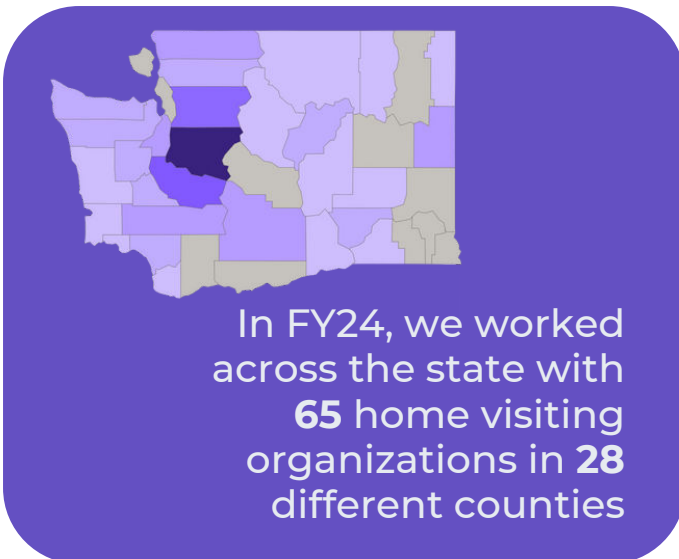 In FY24, we worked
across the state with
65 home visiting
organizations in 28
different counties